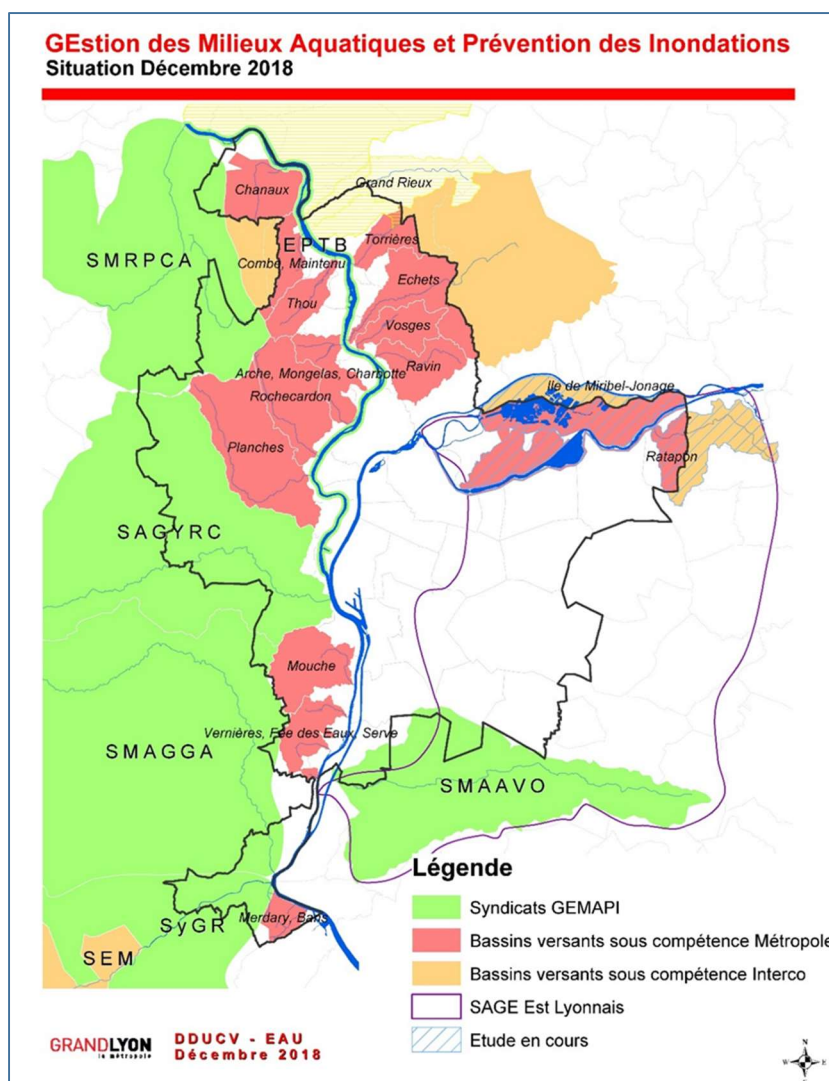 GEstion des Milieux Aquatiques et Prévention des Inondations
Situation Décembre 2018
Chanaux
Grand Rieux
EPTB
Torrières
SMRPCA
Combe, Maintenu
Echets
Thou
Vosges
Arche, Mongelas, Charbotte
Ravin
Ile de Miribel-Jonage
Rochecardon
Planches
Ratapon
SAGYRC
Mouche
Vernières, Fée des Eaux, Serve
SMAGGA
SMAAVO
Légende
Syndicats GEMAPI
Bassins versants sous compétence Métropole
Bassins versants sous compétence Interco
SAGE Est Lyonnais
Etude en cours
Merdary, Bans
SyGR
SEM
GRANDLYON
la métropole
DDUCV - EAU
Décembre 2018
N
W E
S